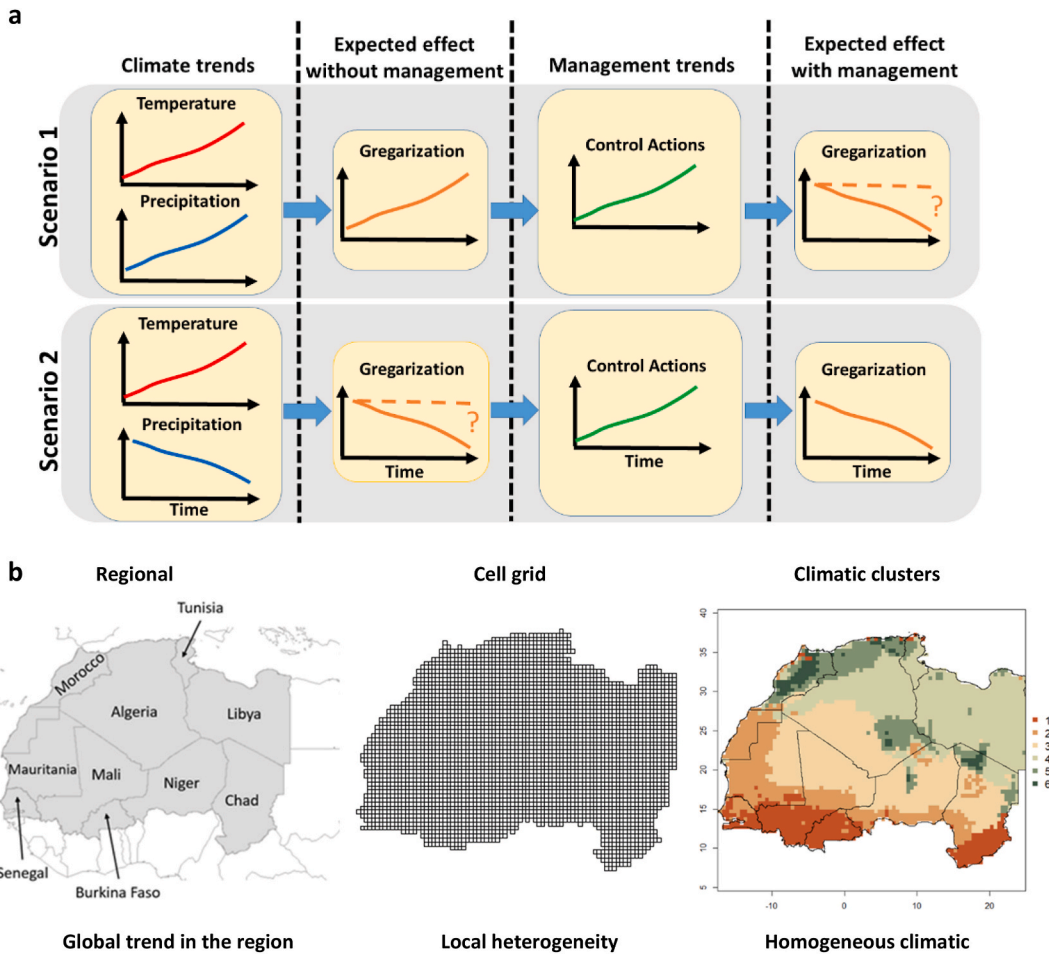 a
Climate trends
Expected effect
without management
Management trends
Expected effect
with management
Scenario 1
Temperature
Precipitation
Gregarization
Control Actions
Gregarization
?
Scenario 2
Temperature
Precipitation
Time
Gregarization
?
Time
Control Actions
Time
Gregarization
Time
b
Regional
Cell grid
Climatic clusters
Tunisia
Morocco
Algeria
Libya
Mauritania
Mali
Niger
Chad
Senegal
Burkina Faso
40
35
30
25
20
15
10
5
-10
0
10
20
1
2
3
4
5
6
Global trend in the region
Local heterogeneity
Homogeneous climatic